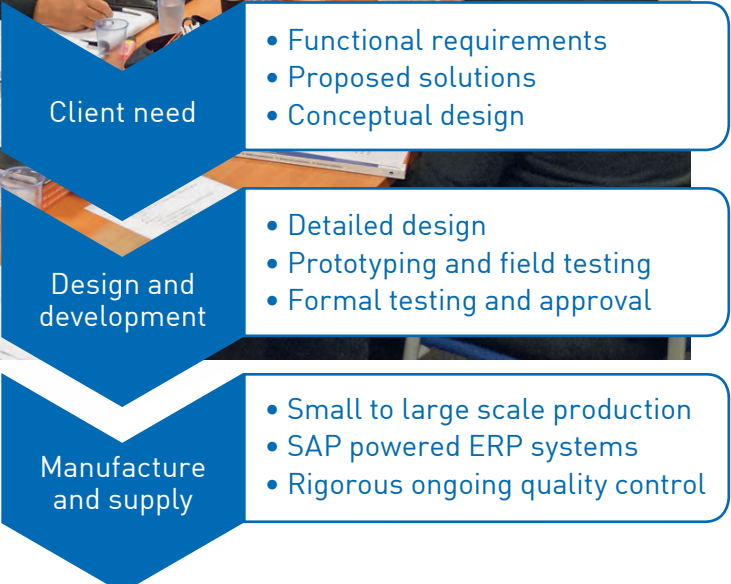 Client need
• Functional requirements
• Proposed solutions
• Conceptual design
Design and
development
• Detailed design
• Prototyping and field testing
• Formal testing and approval
Manufacture
and supply
• Small to large scale production
• SAP powered ERP systems
• Rigorous ongoing quality control